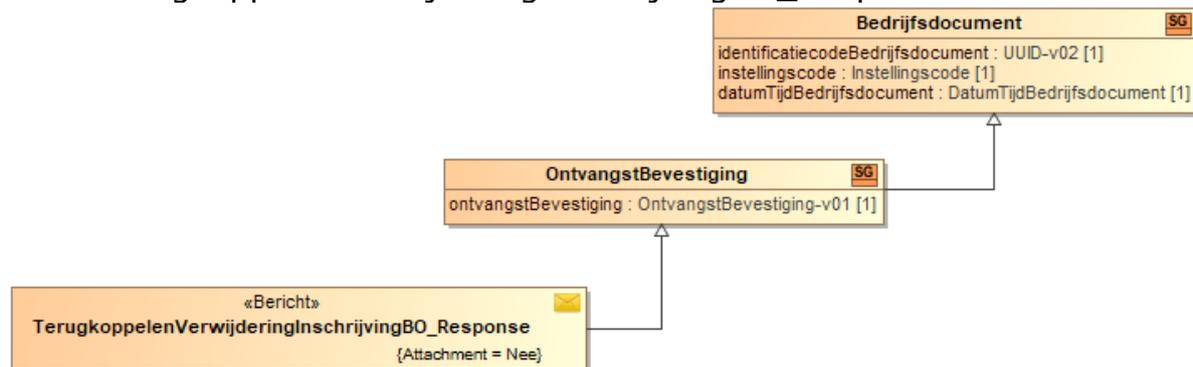 Bedrijfsdocument SG
identificatiecodeBedrijfsdocument : UUID-v02 [1]
instellingscode : Instellingscode [1]
datumTijdBedrijfsdocument : DatumTijdBedrijfsdocument [1]
OntvangstBevestiging SG
ontvangstBevestiging : OntvangstBevestiging-v01 [1]
«Bericht»
TerugkoppelenVerwijderingInschrijvingBO_Response
{Attachment = Nee}